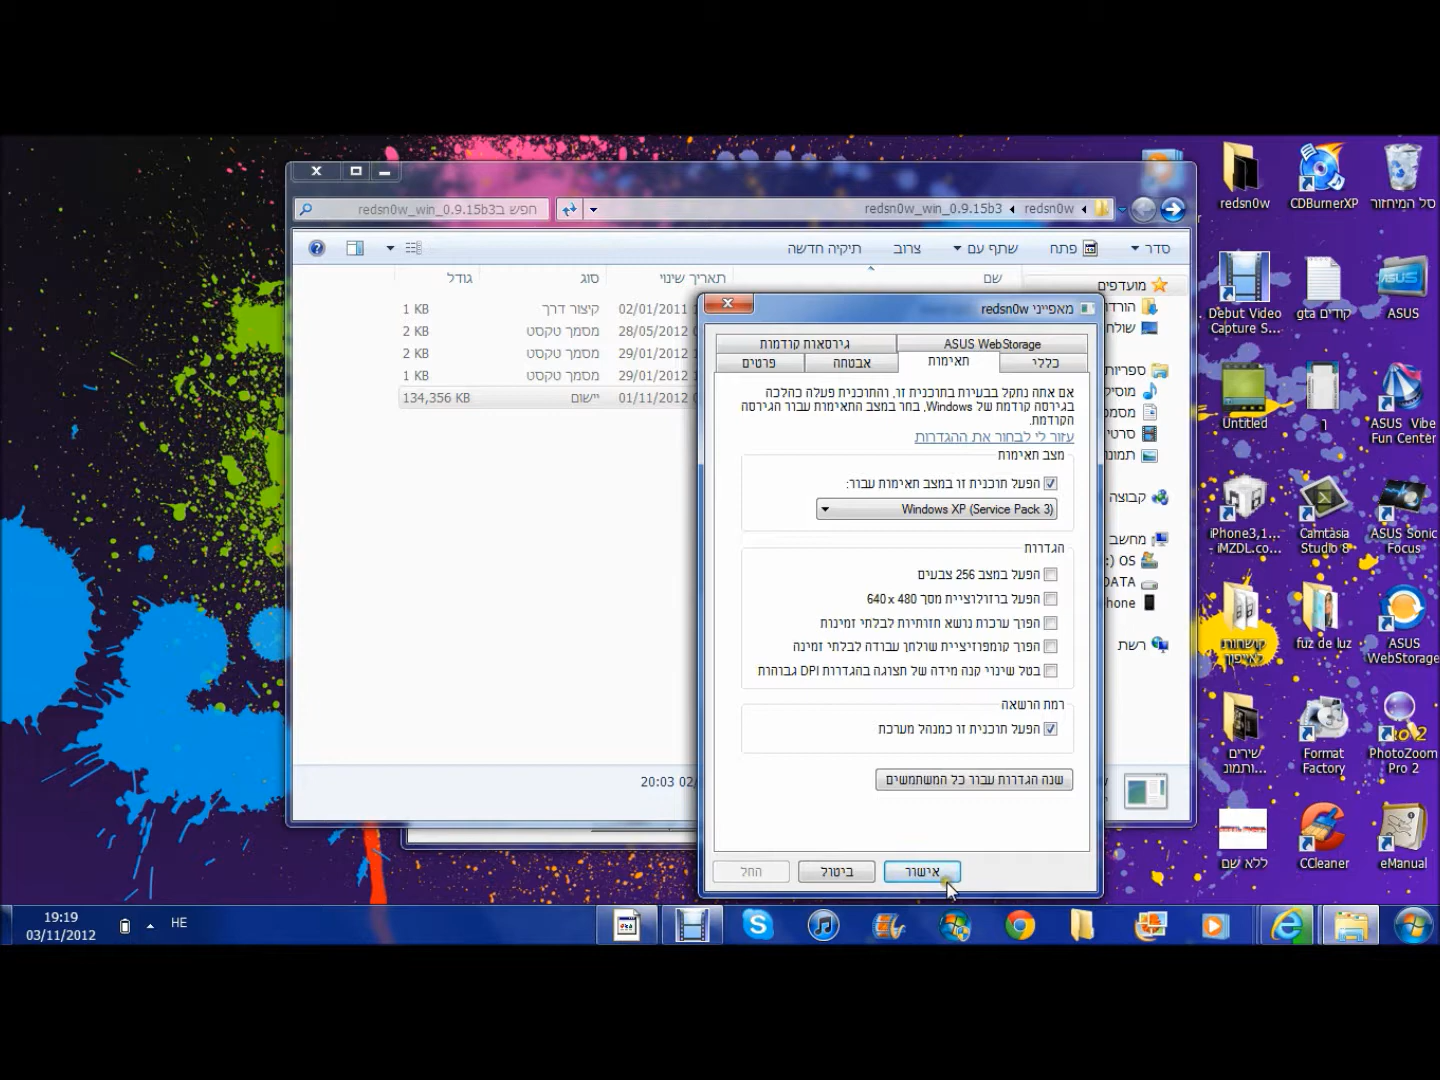 חפש בredsn0w_win_0.9.15b3
redsn0w
redsn0w_win_0.9.15b3
סדר
פתח
שתף עם
צרוב
תיקיה חדשה
שם
תאריך שינוי
סוג
גודל
02/01/2011
קיצור דרך
1 KB
28/05/2012
מסמך טקסט
2 KB
29/01/2012
מסמך טקסט
2 KB
29/01/2012
מסמך טקסט
1 KB
01/11/2012
יישום
134,356 KB
מועדפים
ספריות
קבוצה
מחשב
OS
רשת
20:03
מאפייני redsn0w
ASUS WebStorage
גירסאות קודמות
כללי
תאימות
אבטחה
פרטים
אם אתה נתקל בבעיות בתוכנית זו, והתוכנית פעלה כהלכה
בגירסה קודמת של Windows, בחר במצב התאימות עבור הגירסה
הקודמת.
עזור לי לבחור את ההגדרות
מצב תאימות
הפעל תוכנית זו במצב תאימות עבור:
Windows XP (Service Pack 3)
הגדרות
הפעל במצב 256 צבעים
הפעל ברזולוציית מסך 640 x 480
הפוך ערכות נושא חזותיות לבלתי זמינות
הפוך קומפוזיציית שולחן עבודה לבלתי זמינה
בטל שינוי קנה מידה של תצוגה בהגדרות DPI גבוהות
רמת הרשאה
הפעל תוכנית זו כמנהל מערכת
שנה הגדרות עבור כל המשתמשים
אישור
ביטול
החל
סל המיחזור
CDBurnerXP
redsn0w
ASUS
קודים gta
Debut Video
Capture S...
ASUS Vibe
Fun Center
Untitled
ASUS Sonic
Focus
Camtasia
Studio 8
iPhone3,1...
- iMZDL.co...
ASUS
WebStorage
fuz de luz
קושחות
לאייפון
PhotoZoom
Pro 2
Format
Factory
שירים
ותמונ...
eManual
CCleaner
ללא שם
HE
19:19
03/11/2012